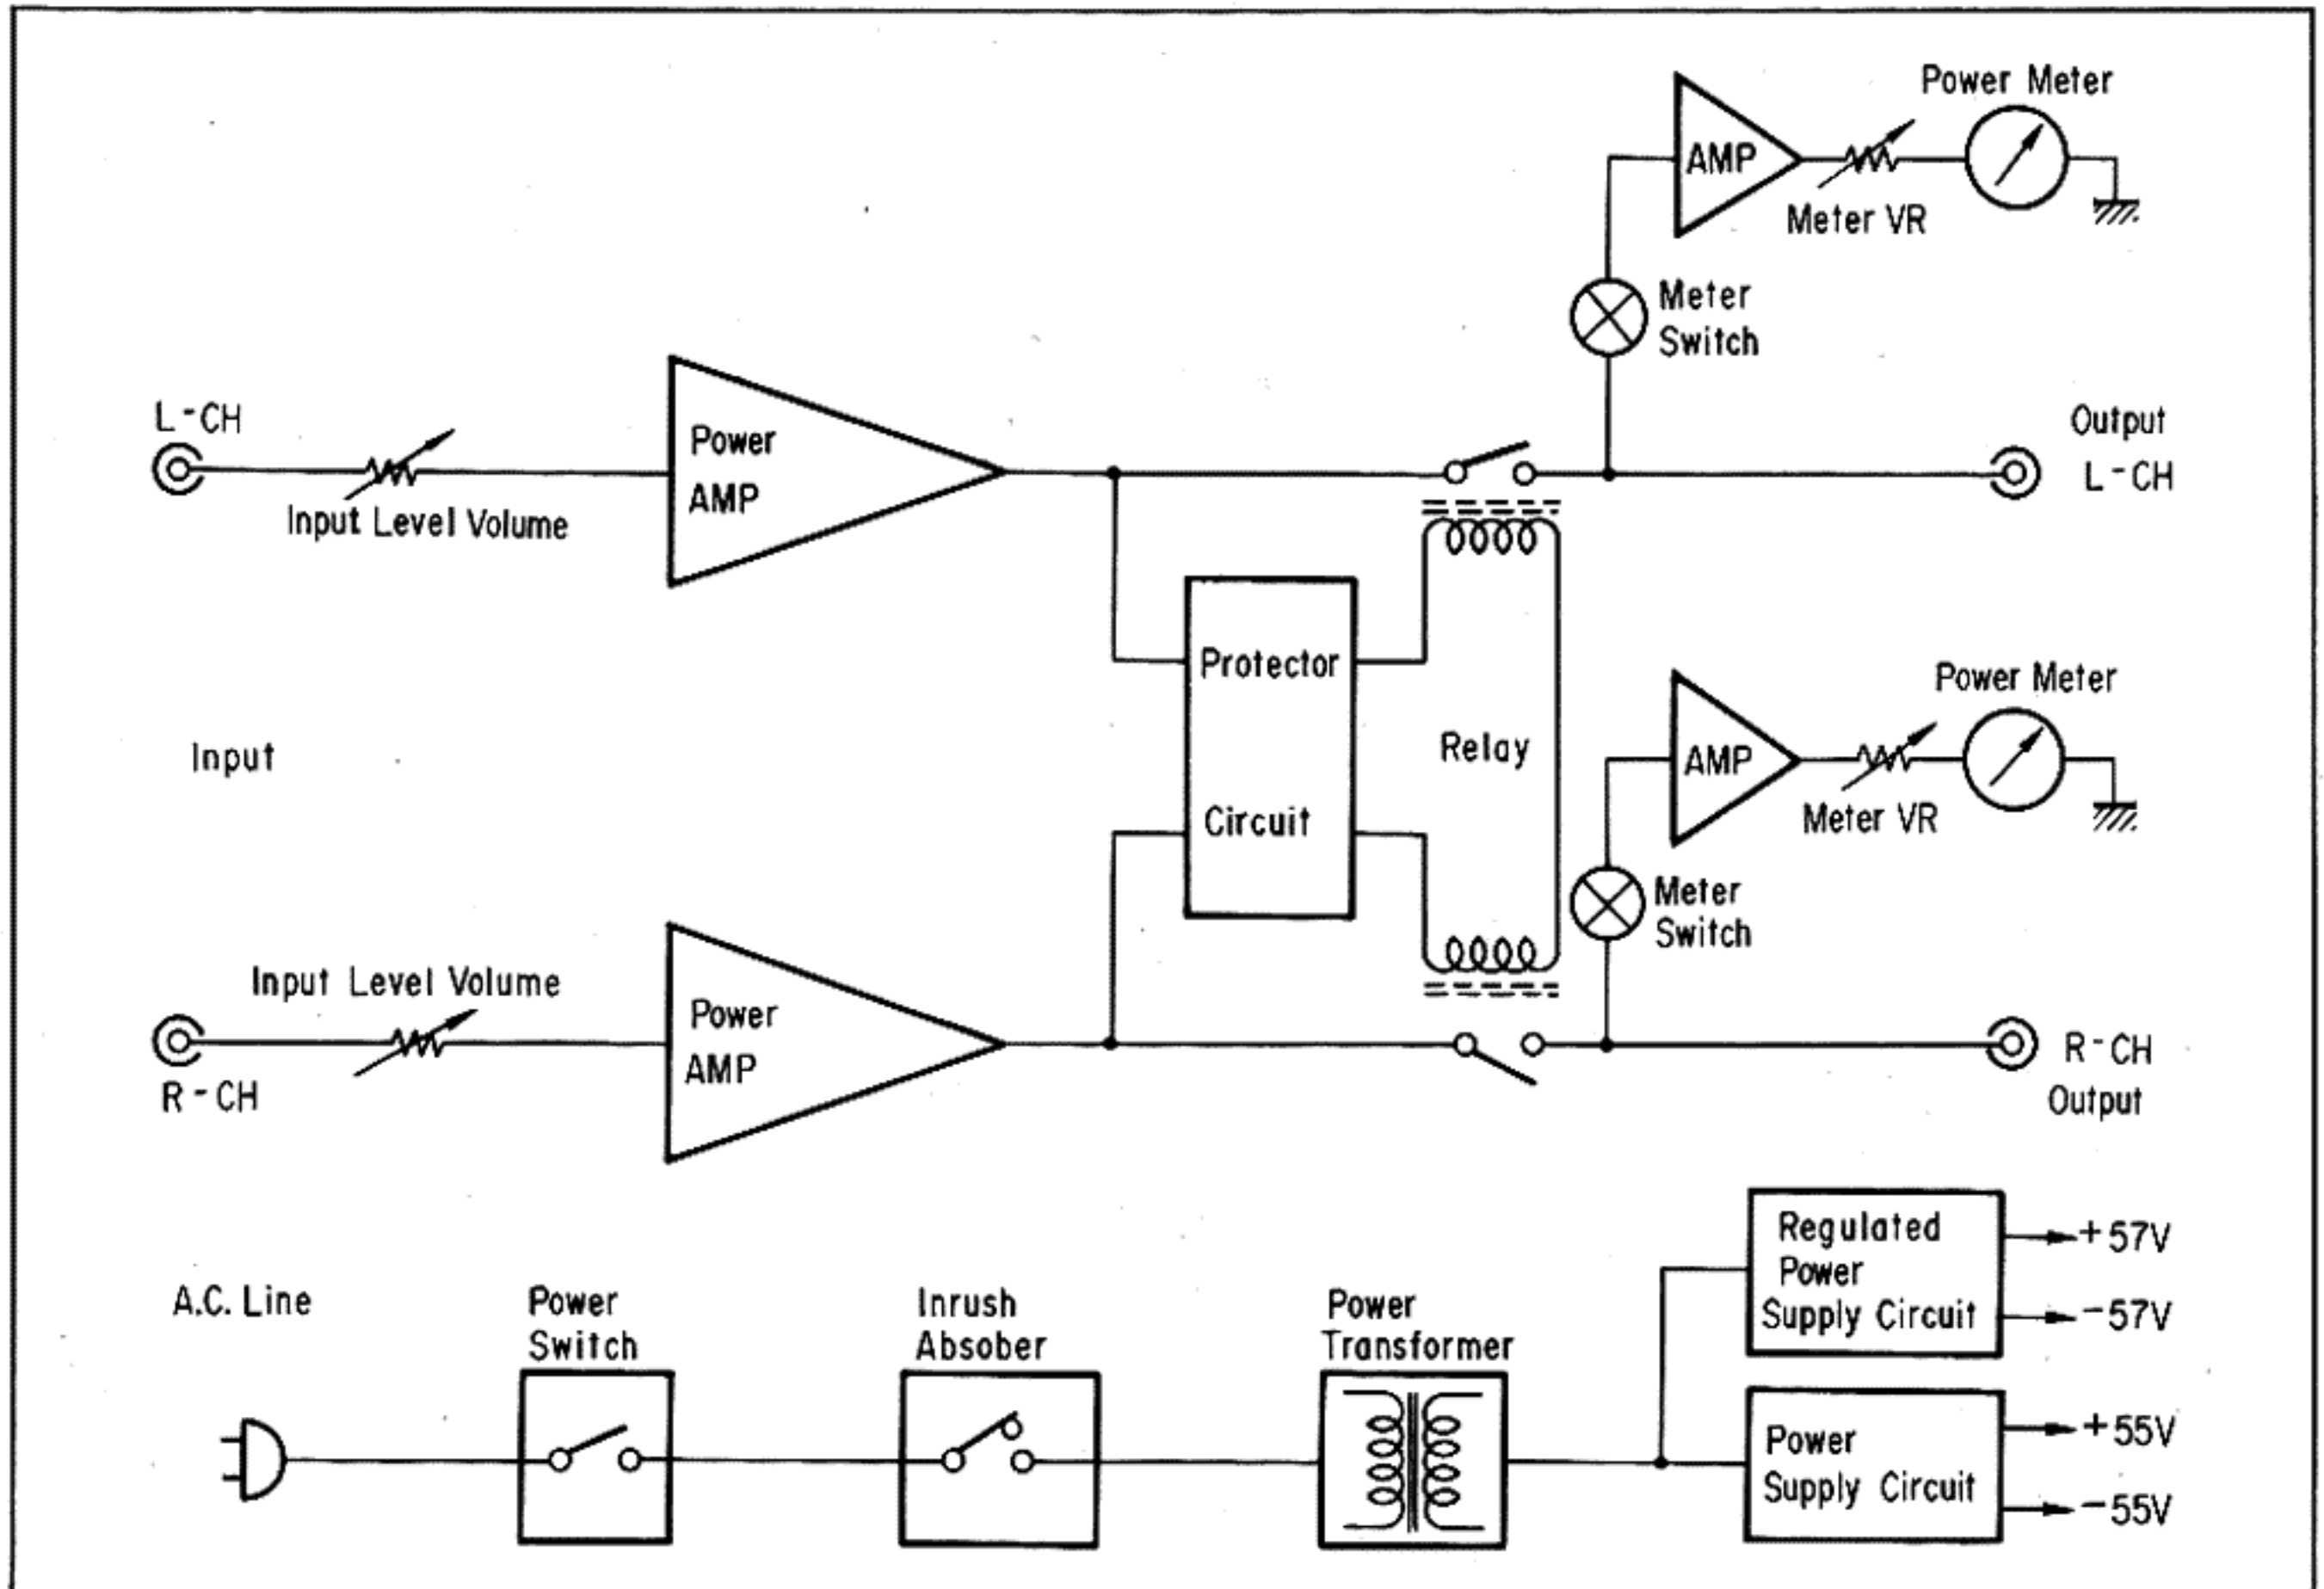 Power Meter
AMP
Meter VR
Meter
Switch
L-CH
Input Level Volume
Power
AMP
Output
L-CH
Protector
Circuit
Relay
Input
Power Meter
AMP
Meter VR
Meter
Switch
Input Level Volume
R-CH
Power
AMP
R-CH
Output
A.C. Line
Power
Switch
Inrush
Absober
Power
Transformer
Regulated
Power
Supply Circuit
+57V
-57V
Power
Supply Circuit
+55V
-55V